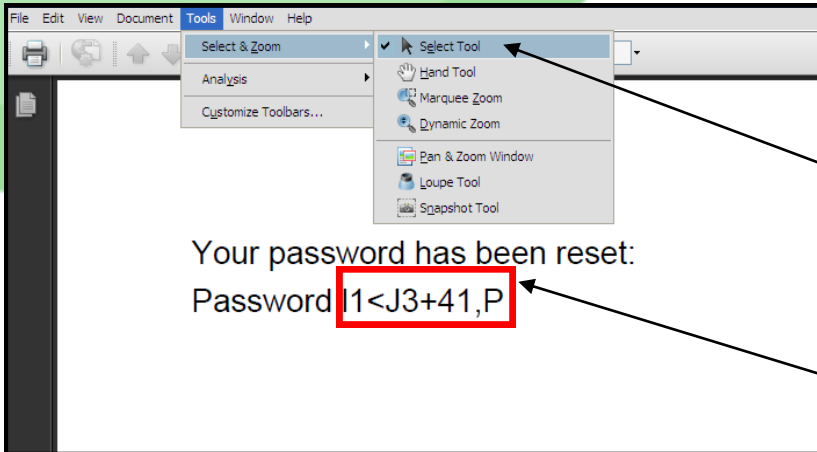 File Edit View Document Tools Window Help
Select & Zoom
Analysis
Customize Toolbars...
Select Tool
Hand Tool
Marquee Zoom
Dynamic Zoom
Pan & Zoom Window
Loupe Tool
Snapshot Tool
Your password has been reset:
Password I1<J3+41,P